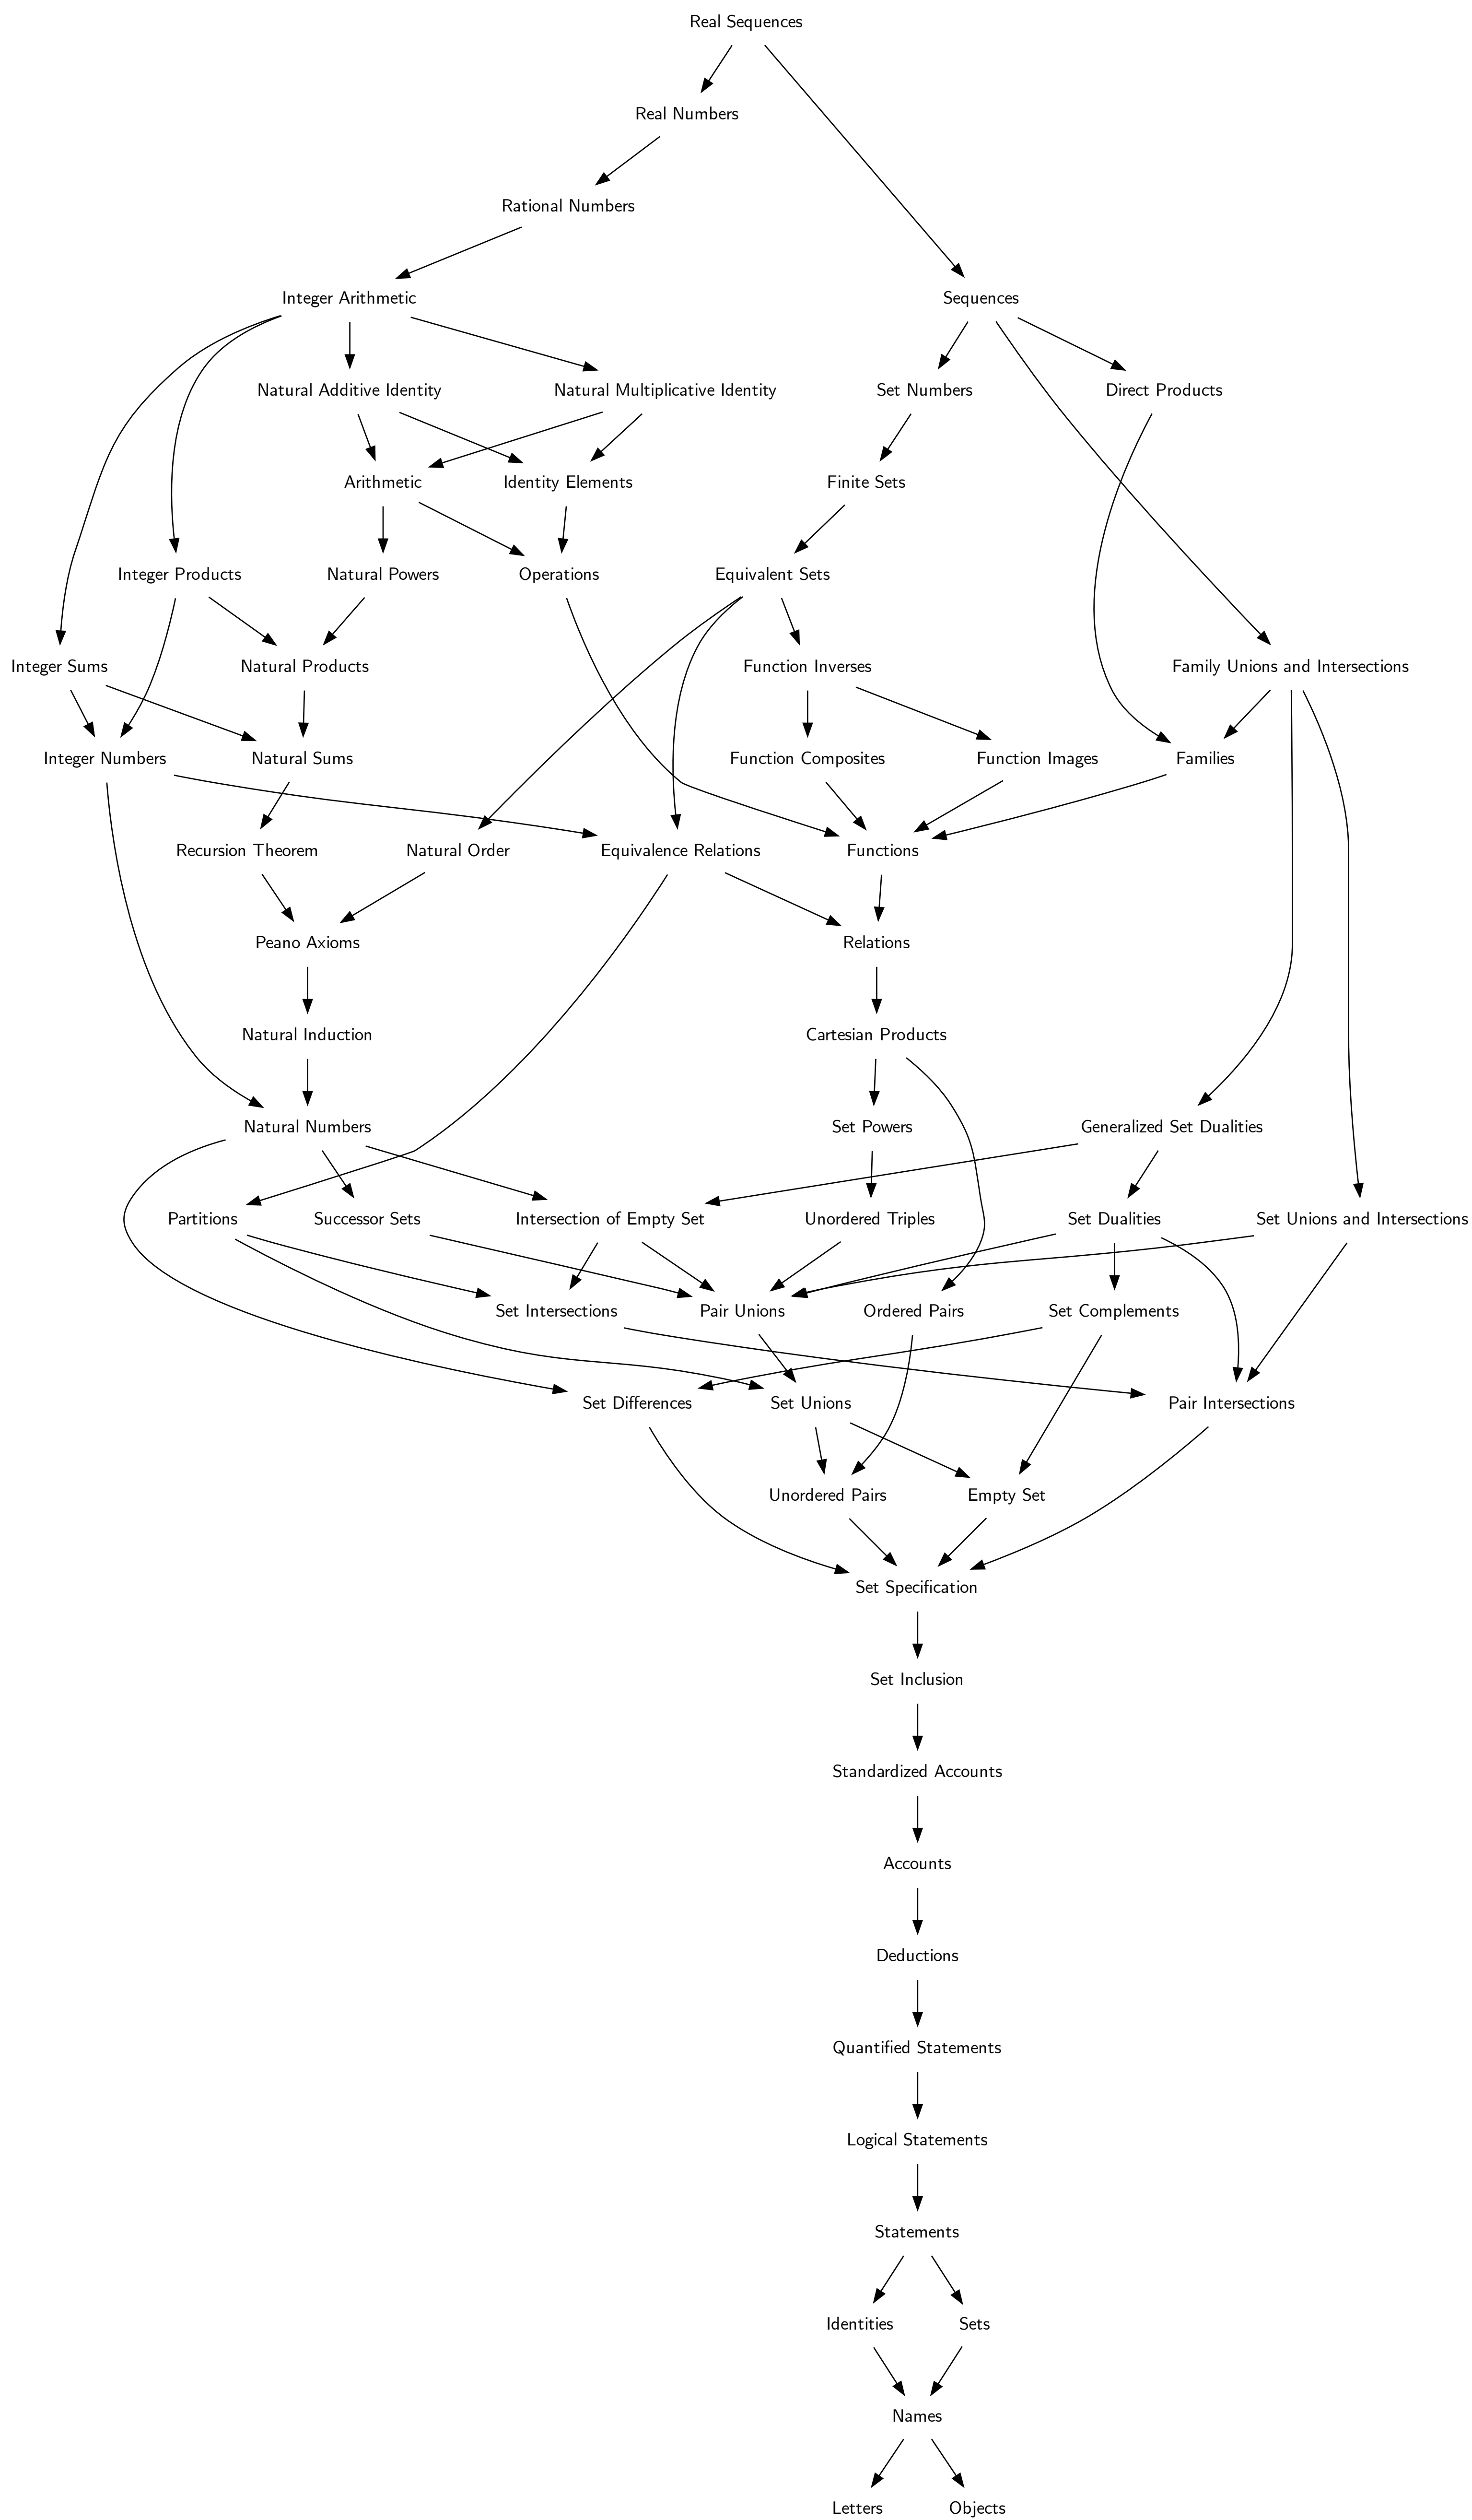 Real Sequences
Real Numbers
Rational Numbers
Integer Arithmetic
Sequences
Natural Additive Identity
Natural Multiplicative Identity
Set Numbers
Direct Products
Arithmetic
Identity Elements
Finite Sets
Integer Products
Natural Powers
Operations
Equivalent Sets
Integer Sums
Natural Products
Function Inverses
Family Unions and Intersections
Integer Numbers
Natural Sums
Function Composites
Function Images
Families
Recursion Theorem
Natural Order
Equivalence Relations
Functions
Peano Axioms
Relations
Natural Induction
Cartesian Products
Natural Numbers
Set Powers
Generalized Set Dualities
Partitions
Successor Sets
Intersection of Empty Set
Unordered Triples
Set Dualities
Set Unions and Intersections
Set Intersections
Pair Unions
Ordered Pairs
Set Complements
Set Differences
Set Unions
Pair Intersections
Unordered Pairs
Empty Set
Set Specification
Set Inclusion
Standardized Accounts
Accounts
Deductions
Quantified Statements
Logical Statements
Statements
Identities
Sets
Names
Letters
Objects